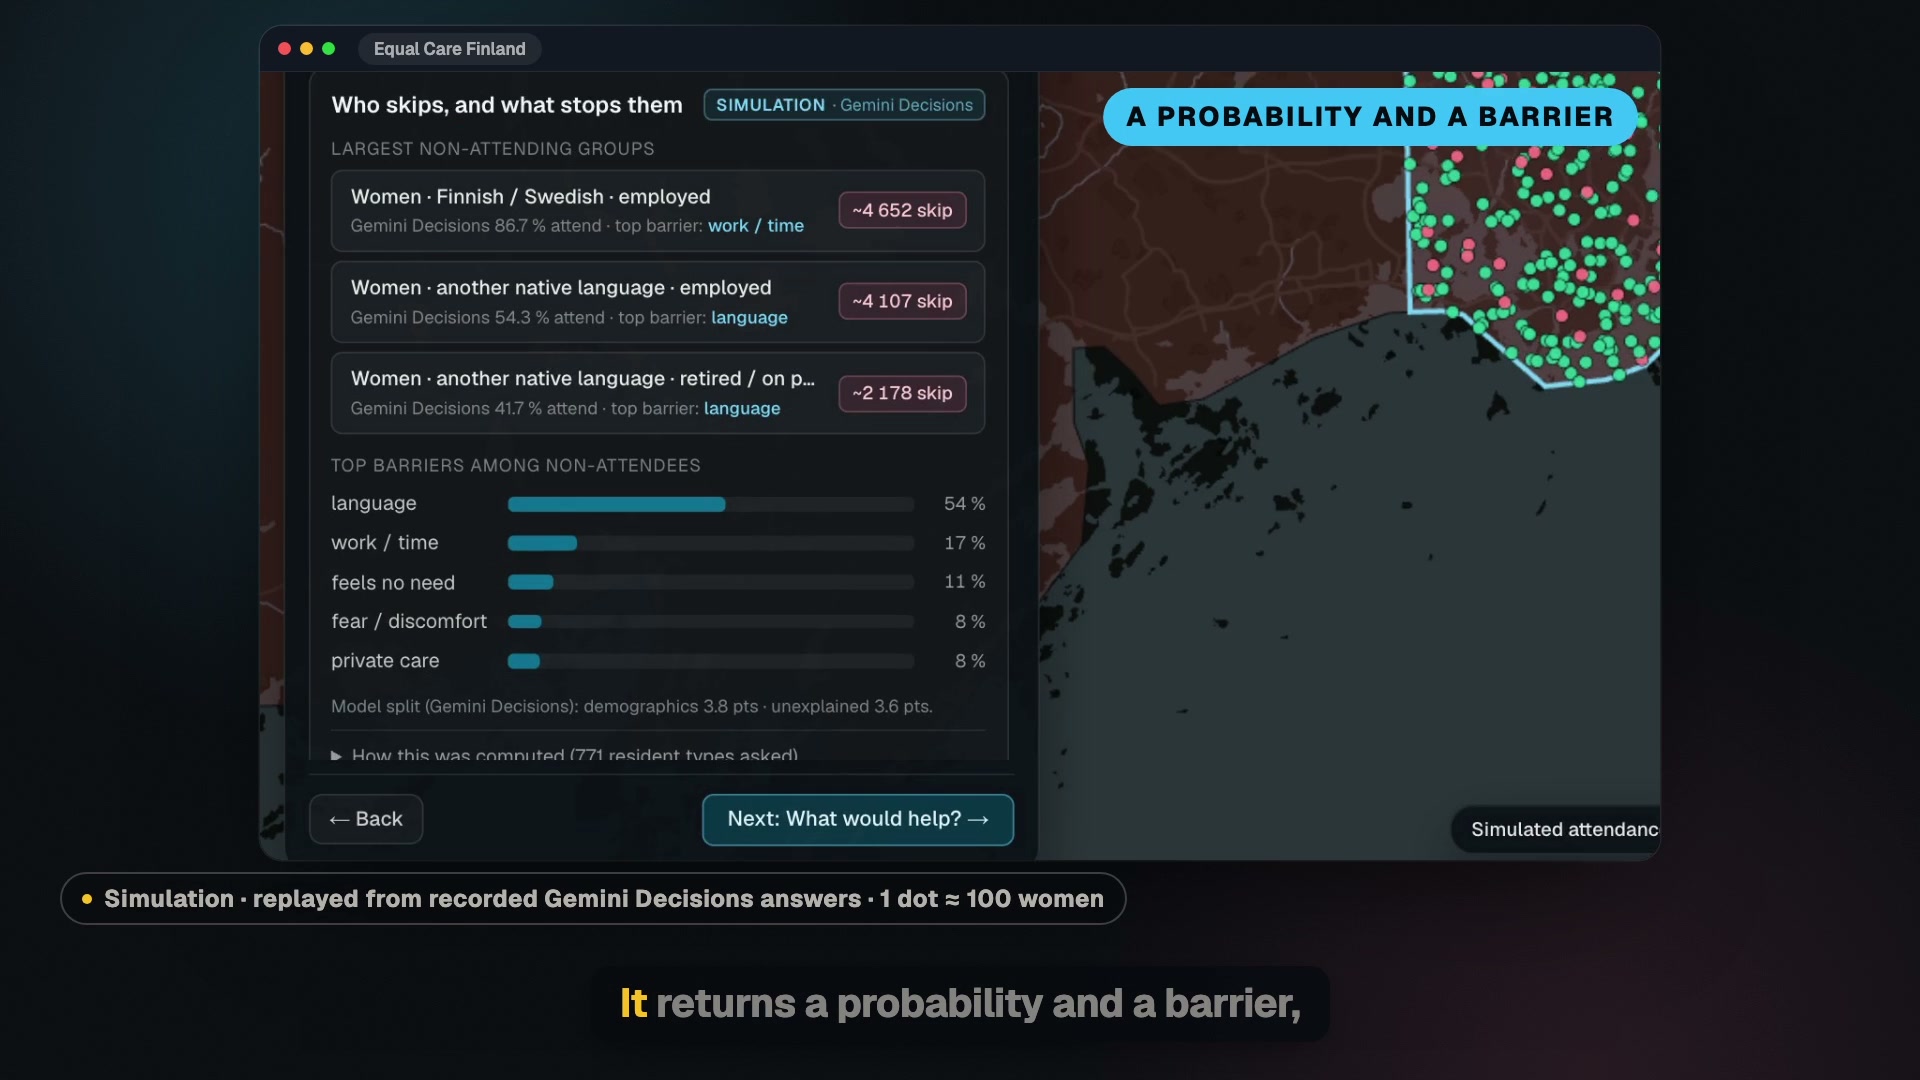 Equal Care Finland
Who skips, and what stops them
SIMULATION · Gemini Decisions
A PROBABILITY AND A BARRIER
LARGEST NON-ATTENDING GROUPS
Women · Finnish / Swedish · employed
Gemini Decisions 86.7 % attend · top barrier: work / time
~4 652 skip
Women · another native language · employed
Gemini Decisions 54.3 % attend · top barrier: language
~4 107 skip
Women · another native language · retired / on p...
Gemini Decisions 41.7 % attend · top barrier: language
~2 178 skip
TOP BARRIERS AMONG NON-ATTENDEES
language 54 %
work / time 17 %
feels no need 11 %
fear / discomfort 8 %
private care 8 %
Model split (Gemini Decisions): demographics 3.8 pts · unexplained 3.6 pts.
▶ How this was computed (771 resident types asked)
← Back
Next: What would help? →
Simulated attendanc
Simulation · replayed from recorded Gemini Decisions answers · 1 dot ≈ 100 women
It returns a probability and a barrier,